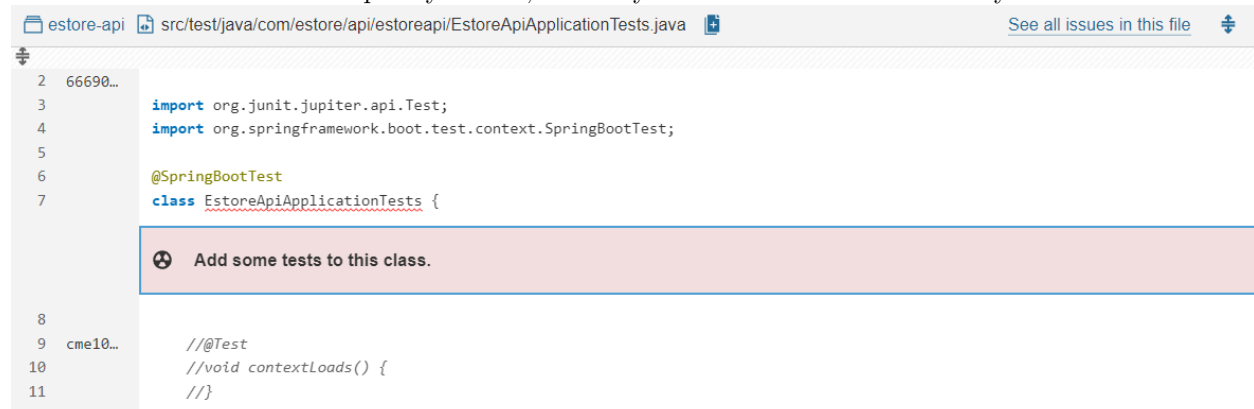 estore-api src/test/java/com/estore/api/estoreapi/EstoreApiApplicationTests.java See all issues in this file
2 66690…
3 import org.junit.jupiter.api.Test;
4 import org.springframework.boot.test.context.SpringBootTest;
5
6 @SpringBootTest
7 class EstoreApiApplicationTests {
Add some tests to this class.
8
9 cme10… //@Test
10 //void contextLoads() {
11 //}